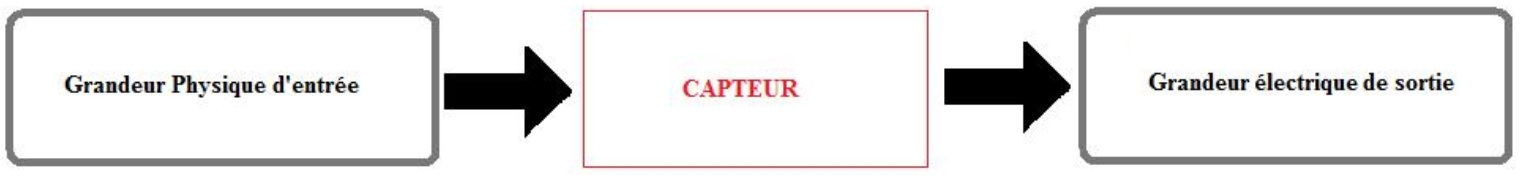 Grandeur Physique d'entrée
CAPTEUR
Grandeur électrique de sortie